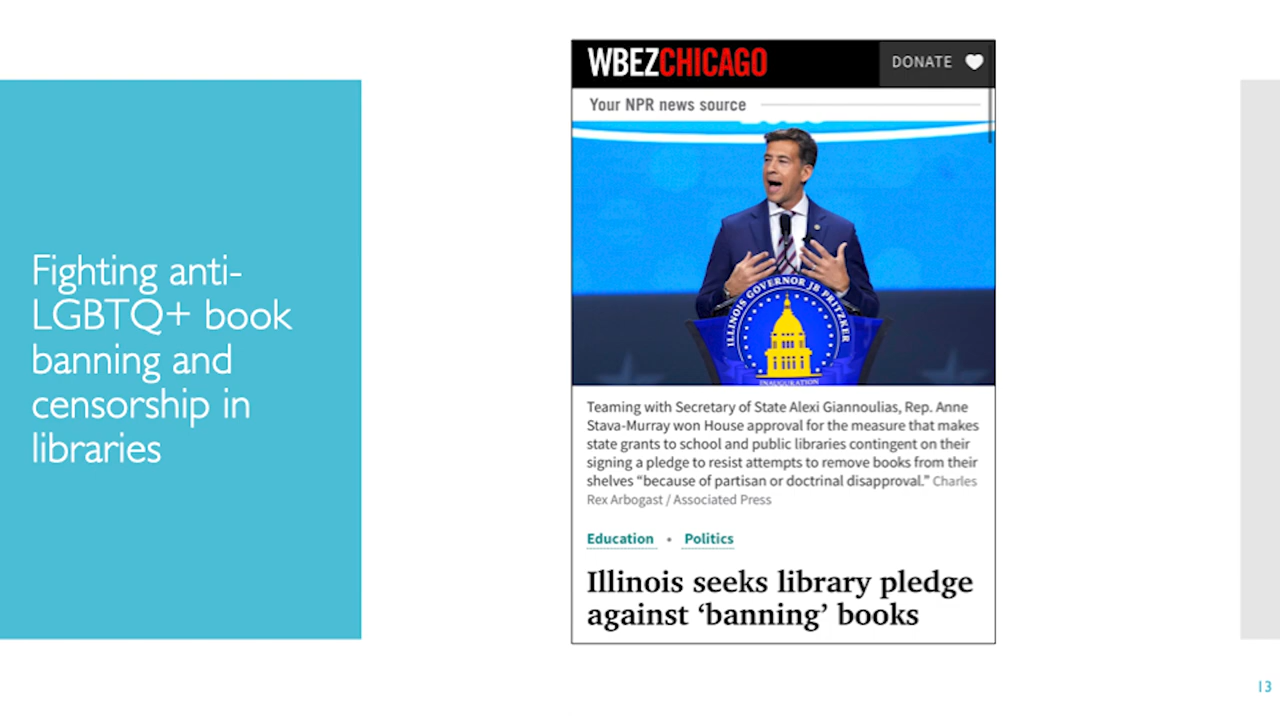 Fighting anti-
LGBTQ+ book
banning and
censorship in
libraries
WBEZCHICAGO
DONATE
Your NPR news source
ILLINOIS GOVERNOR JB PRITZKER
INAUGURATION
Teaming with Secretary of State Alexi Giannoulias, Rep. Anne
Stava-Murray won House approval for the measure that makes
state grants to school and public libraries contingent on their
signing a pledge to resist attempts to remove books from their
shelves “because of partisan or doctrinal disapproval.” Charles
Rex Arbogast / Associated Press
Education • Politics
Illinois seeks library pledge
against ‘banning’ books
13